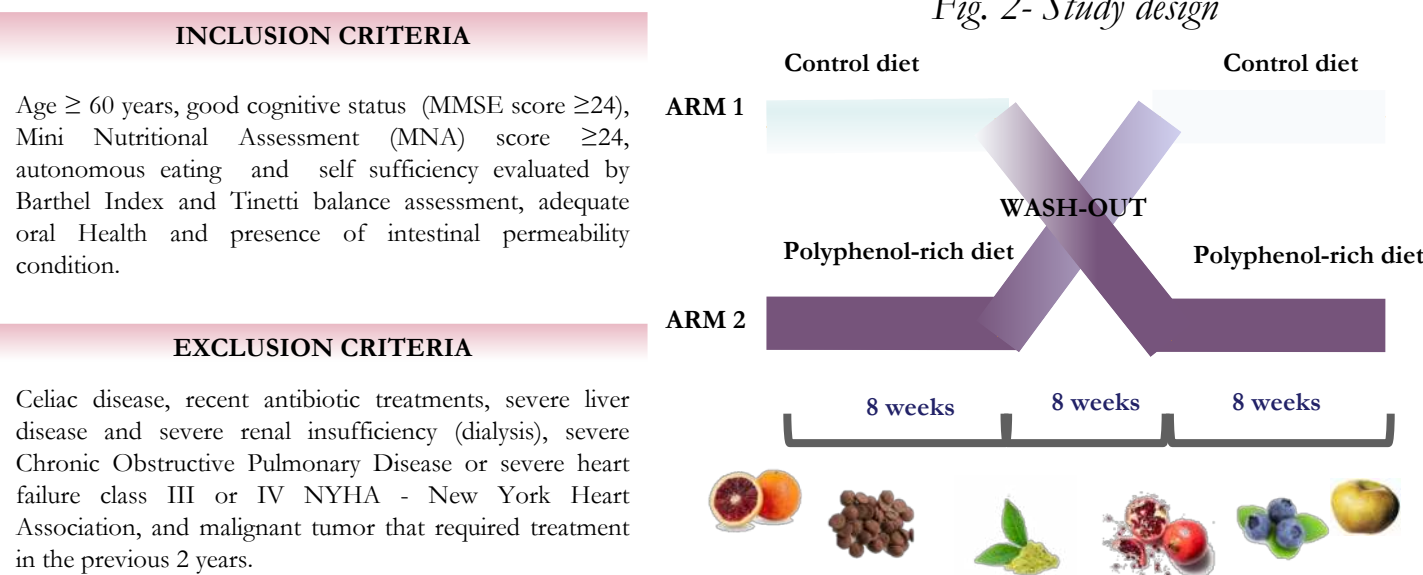 INCLUSION CRITERIA
Age ≥ 60 years, good cognitive status (MMSE score ≥24),
Mini Nutritional Assessment (MNA) score ≥24,
autonomous eating and self sufficiency evaluated by
Barthel Index and Tinetti balance assessment, adequate
oral Health and presence of intestinal permeability
condition.
EXCLUSION CRITERIA
Celiac disease, recent antibiotic treatments, severe liver
disease and severe renal insufficiency (dialysis), severe
Chronic Obstructive Pulmonary Disease or severe heart
failure class III or IV NYHA - New York Heart
Association, and malignant tumor that required treatment
in the previous 2 years.
Fig. 2- Study design
Control diet
Control diet
ARM 1
WASH-OUT
Polyphenol-rich diet
Polyphenol-rich diet
ARM 2
8 weeks
8 weeks
8 weeks